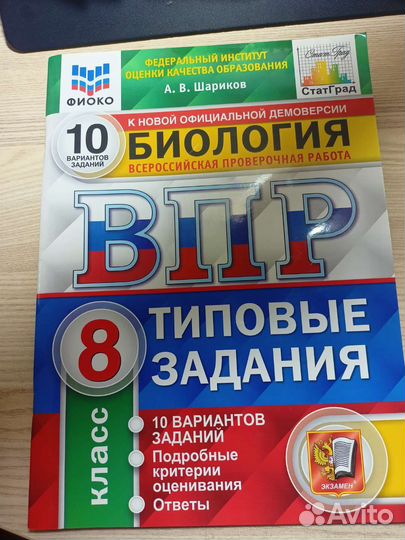 ФЕДЕРАЛЬНЫЙ ИНСТИТУТ
ОЦЕНКИ КАЧЕСТВА ОБРАЗОВАНИЯ
А. В. Шариков
ФИОКО
СтатГрад
СтатГрад
К НОВОЙ ОФИЦИАЛЬНОЙ ДЕМОВЕРСИИ
10
ВАРИАНТОВ
ЗАДАНИЙ
БИОЛОГИЯ
ВСЕРОССИЙСКАЯ ПРОВЕРОЧНАЯ РАБОТА
ВПР
8
класс
ТИПОВЫЕ
ЗАДАНИЯ
• 10 ВАРИАНТОВ
ЗАДАНИЙ
• Подробные
критерии
оценивания
• Ответы
ЭКЗАМЕН
Avito